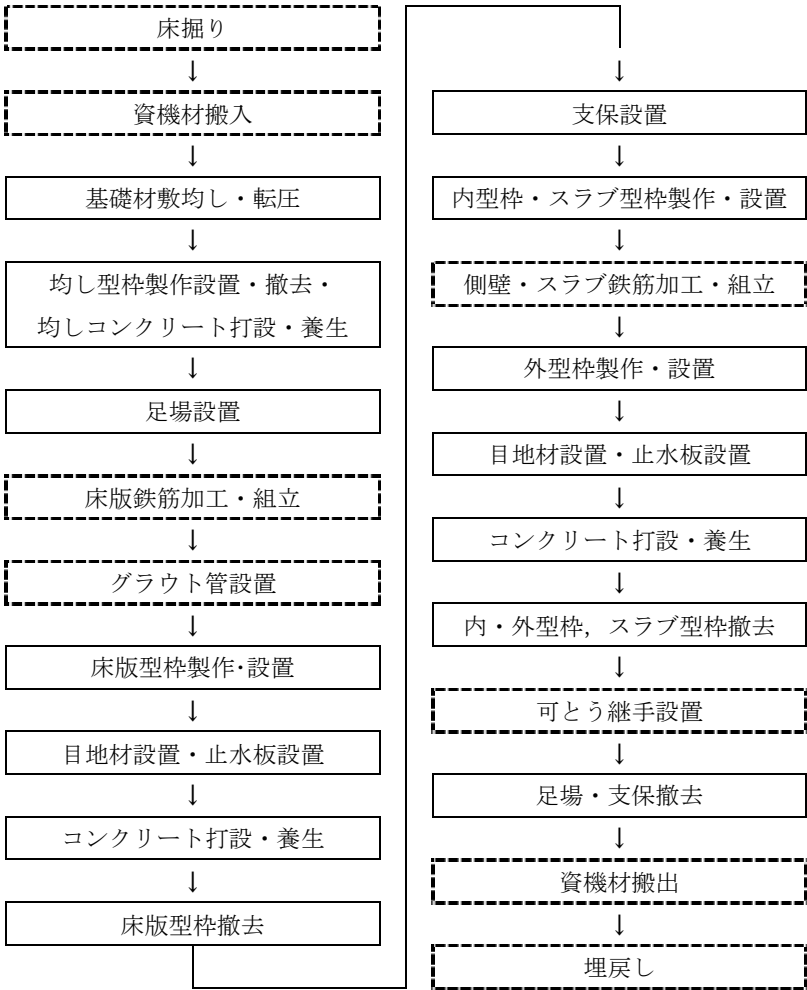 床掘り
↓
資機材搬入
↓
基礎材敷均し・転圧
↓
均し型枠製作設置・撤去・
均しコンクリート打設・養生
↓
足場設置
↓
床版鉄筋加工・組立
↓
グラウト管設置
↓
床版型枠製作・設置
↓
目地材設置・止水板設置
↓
コンクリート打設・養生
↓
床版型枠撤去
↓
支保設置
↓
内型枠・スラブ型枠製作・設置
↓
側壁・スラブ鉄筋加工・組立
↓
外型枠製作・設置
↓
目地材設置・止水板設置
↓
コンクリート打設・養生
↓
内・外型枠，スラブ型枠撤去
↓
可とう継手設置
↓
足場・支保撤去
↓
資機材搬出
↓
埋戻し